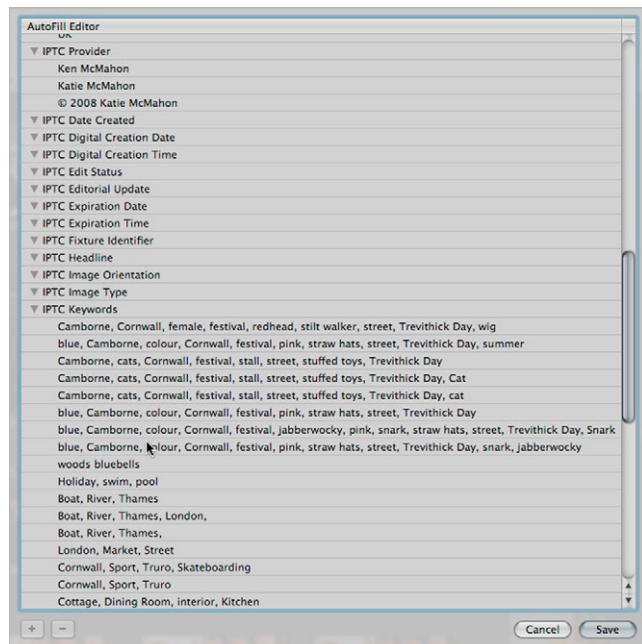 AutoFill Editor
UK
IPTC Provider
Ken McMahon
Katie McMahon
© 2008 Katie McMahon
IPTC Date Created
IPTC Digital Creation Date
IPTC Digital Creation Time
IPTC Edit Status
IPTC Editorial Update
IPTC Expiration Date
IPTC Expiration Time
IPTC Fixture Identifier
IPTC Headline
IPTC Image Orientation
IPTC Image Type
IPTC Keywords
Camborne, Cornwall, female, festival, redhead, stilt walker, street, Trevithick Day, wig
blue, Camborne, colour, Cornwall, festival, pink, straw hats, street, Trevithick Day, summer
Camborne, cats, Cornwall, festival, stall, street, stuffed toys, Trevithick Day
Camborne, cats, Cornwall, festival, stall, street, stuffed toys, Trevithick Day, Cat
Camborne, cats, Cornwall, festival, stall, street, stuffed toys, Trevithick Day, cat
blue, Camborne, colour, Cornwall, festival, pink, straw hats, street, Trevithick Day
blue, Camborne, colour, Cornwall, festival, jabberwocky, pink, snark, straw hats, street, Trevithick Day, Snark
blue, Camborne, colour, Cornwall, festival, pink, straw hats, street, Trevithick Day, snark, jabberwocky
woods bluebells
Holiday, swim, pool
Boat, River, Thames
Boat, River, Thames, London,
Boat, River, Thames,
London, Market, Street
Cornwall, Sport, Truro, Skateboarding
Cornwall, Sport, Truro
Cottage, Dining Room, interior, Kitchen
+ − Cancel Save